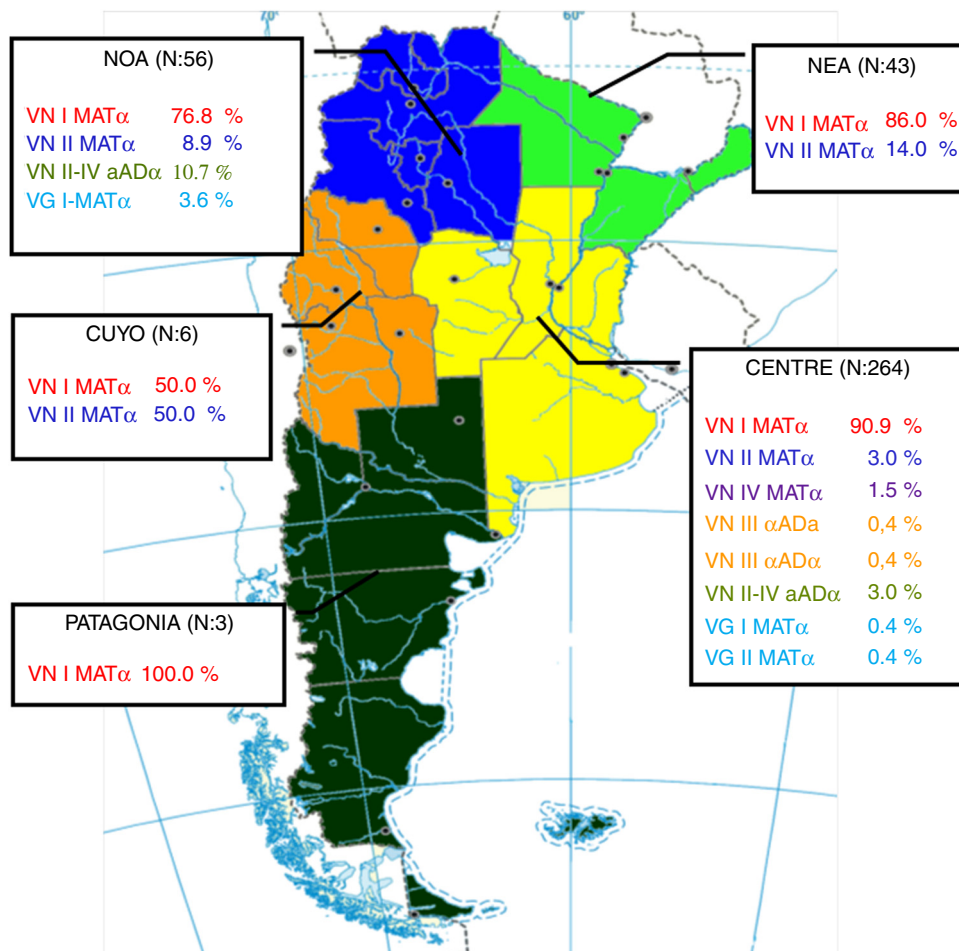 70°
60°
NOA (N:56)
VN I MATα 76.8 %
VN II MATα 8.9 %
VN II-IV aADα 10.7 %
VG I-MATα 3.6 %
NEA (N:43)
VN I MATα 86.0 %
VN II MATα 14.0 %
CUYO (N:6)
VN I MATα 50.0 %
VN II MATα 50.0 %
CENTRE (N:264)
VN I MATα 90.9 %
VN II MATα 3.0 %
VN IV MATα 1.5 %
VN III αADa 0,4 %
VN III αADα 0,4 %
VN II-IV aADα 3.0 %
VG I MATα 0.4 %
VG II MATα 0.4 %
PATAGONIA (N:3)
VN I MATα 100.0 %